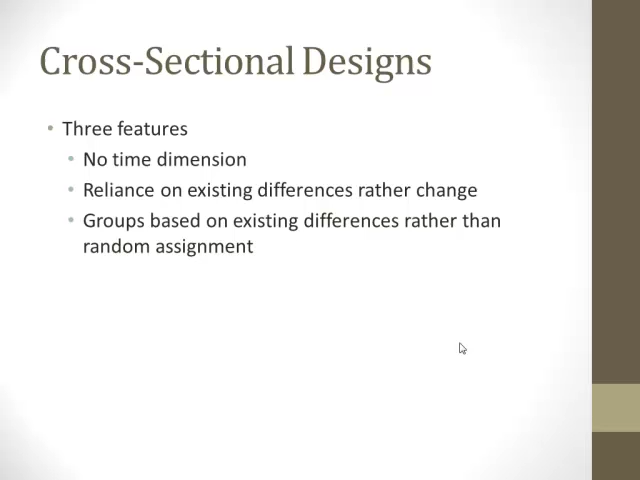 Cross-Sectional Designs
• Three features
• No time dimension
• Reliance on existing differences rather change
• Groups based on existing differences rather than
random assignment